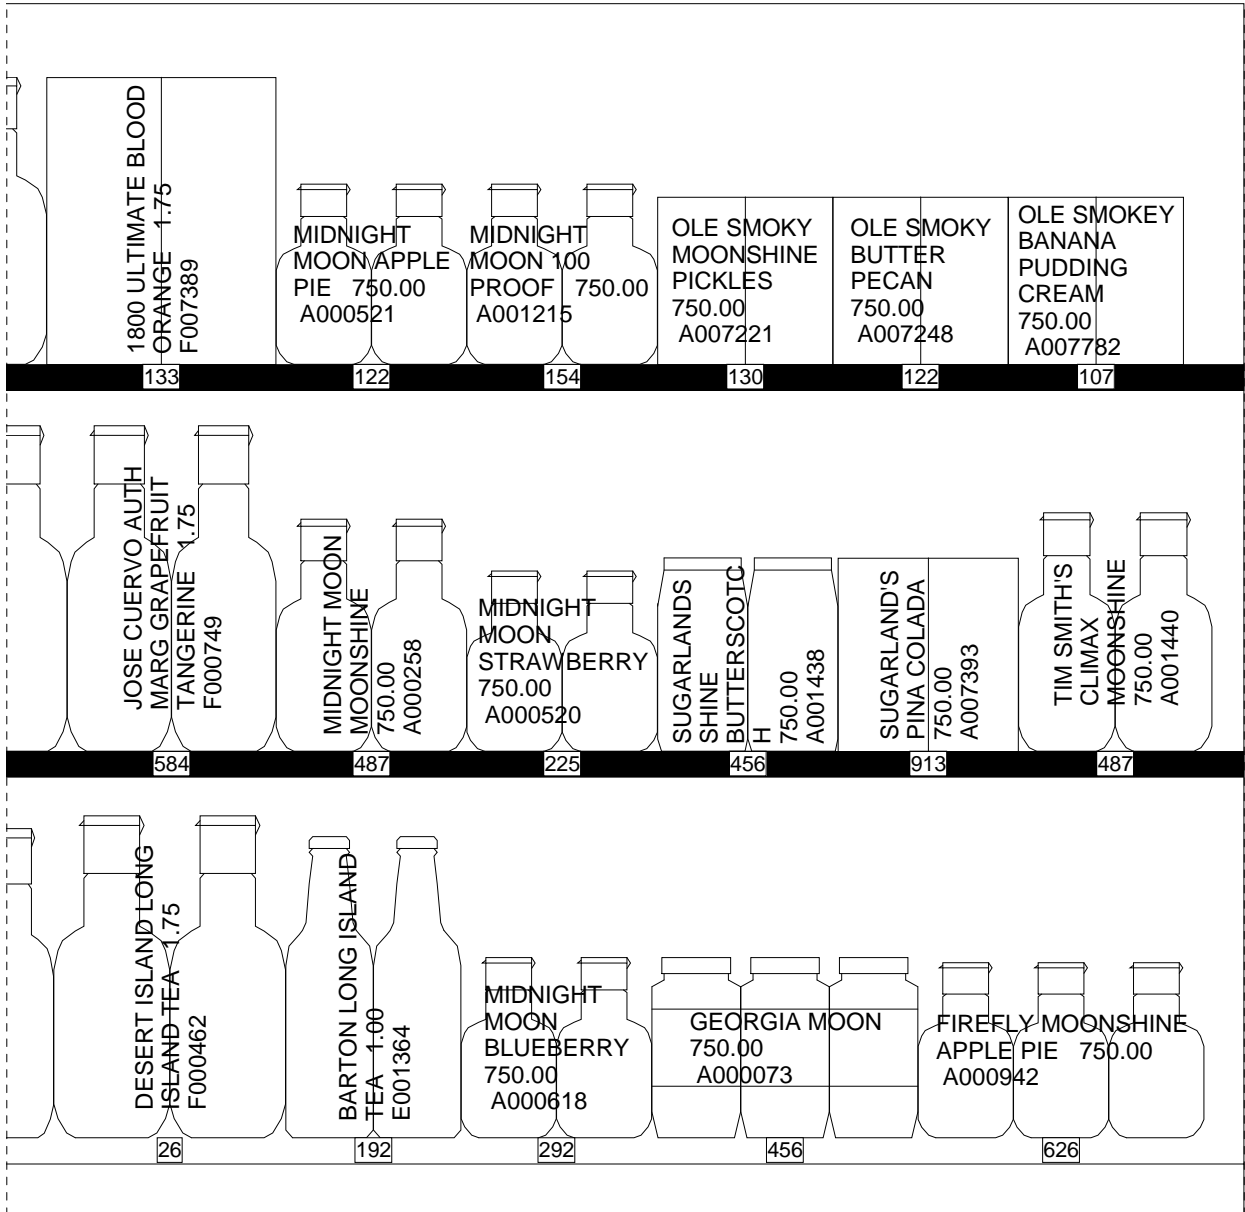 1800 ULTIMATE BLOOD
ORANGE 1.75
F007389
MIDNIGHT
MOON APPLE
PIE 750.00
A000521
MIDNIGHT
MOON 100
PROOF 750.00
A001215
OLE SMOKY
MOONSHINE
PICKLES
750.00
A007221
OLE SMOKY
BUTTER
PECAN
750.00
A007248
OLE SMOKEY
BANANA
PUDDING
CREAM
750.00
A007782
133
122
154
130
122
107
JOSE CUERVO AUTH
MARG GRAPEFRUIT
TANGERINE 1.75
F000749
MIDNIGHT MOON
MOONSHINE
750.00
A000258
MIDNIGHT
MOON
STRAWBERRY
750.00
A000520
SUGARLANDS
SHINE
BUTTERSCOTC
H 750.00
A001438
SUGARLAND'S
PINA COLADA
750.00
A007393
TIM SMITH'S
CLIMAX
MOONSHINE
750.00
A001440
584
487
225
456
913
487
DESERT ISLAND LONG
ISLAND TEA 1.75
F000462
BARTON LONG ISLAND
TEA 1.00
E001364
MIDNIGHT
MOON
BLUEBERRY
750.00
A000618
GEORGIA MOON
750.00
A000073
FIREFLY MOONSHINE
APPLE PIE 750.00
A000942
26
192
292
456
626